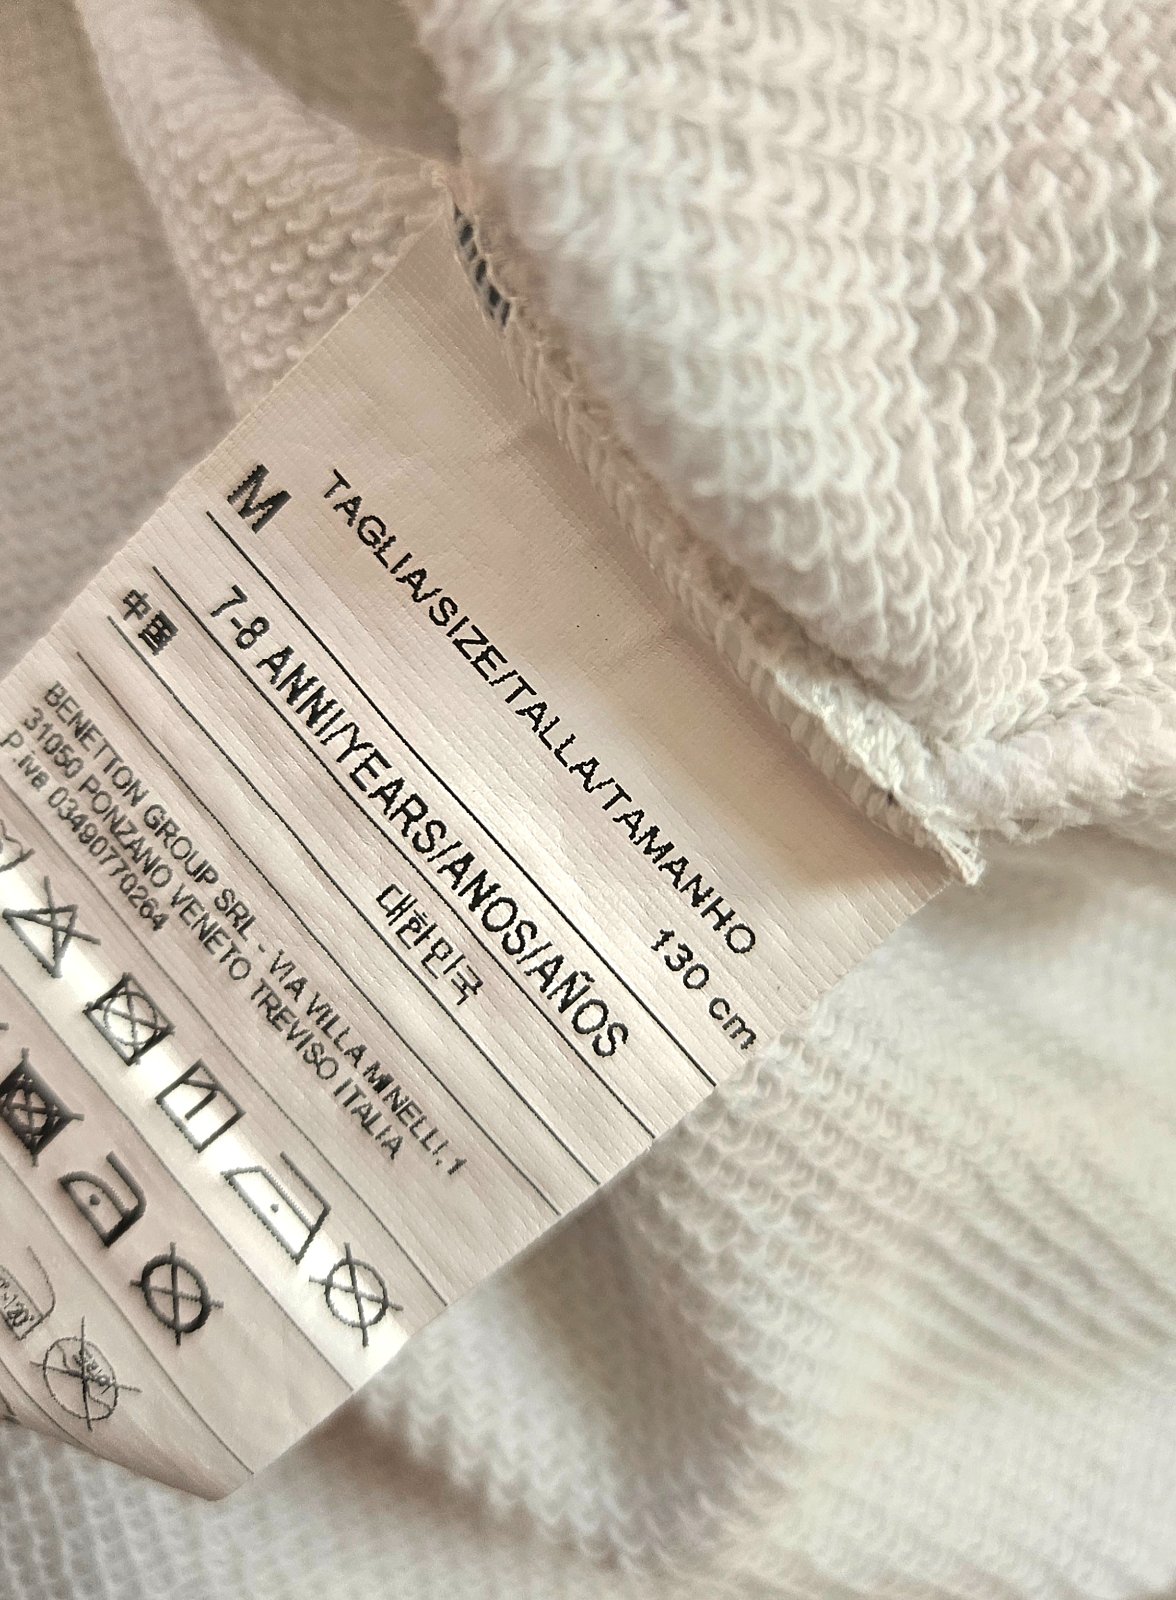 TAGLIA/SIZE/TALLA/TAMANHO
M 130 cm
7-8 ANNI/YEARS/ANOS/AÑOS
中国 대한민국
BENETTON GROUP SRL - VIA VILLA MINELLI,1
31050 PONZANO VENETO TREVISO ITALIA
P.iva 03490770264